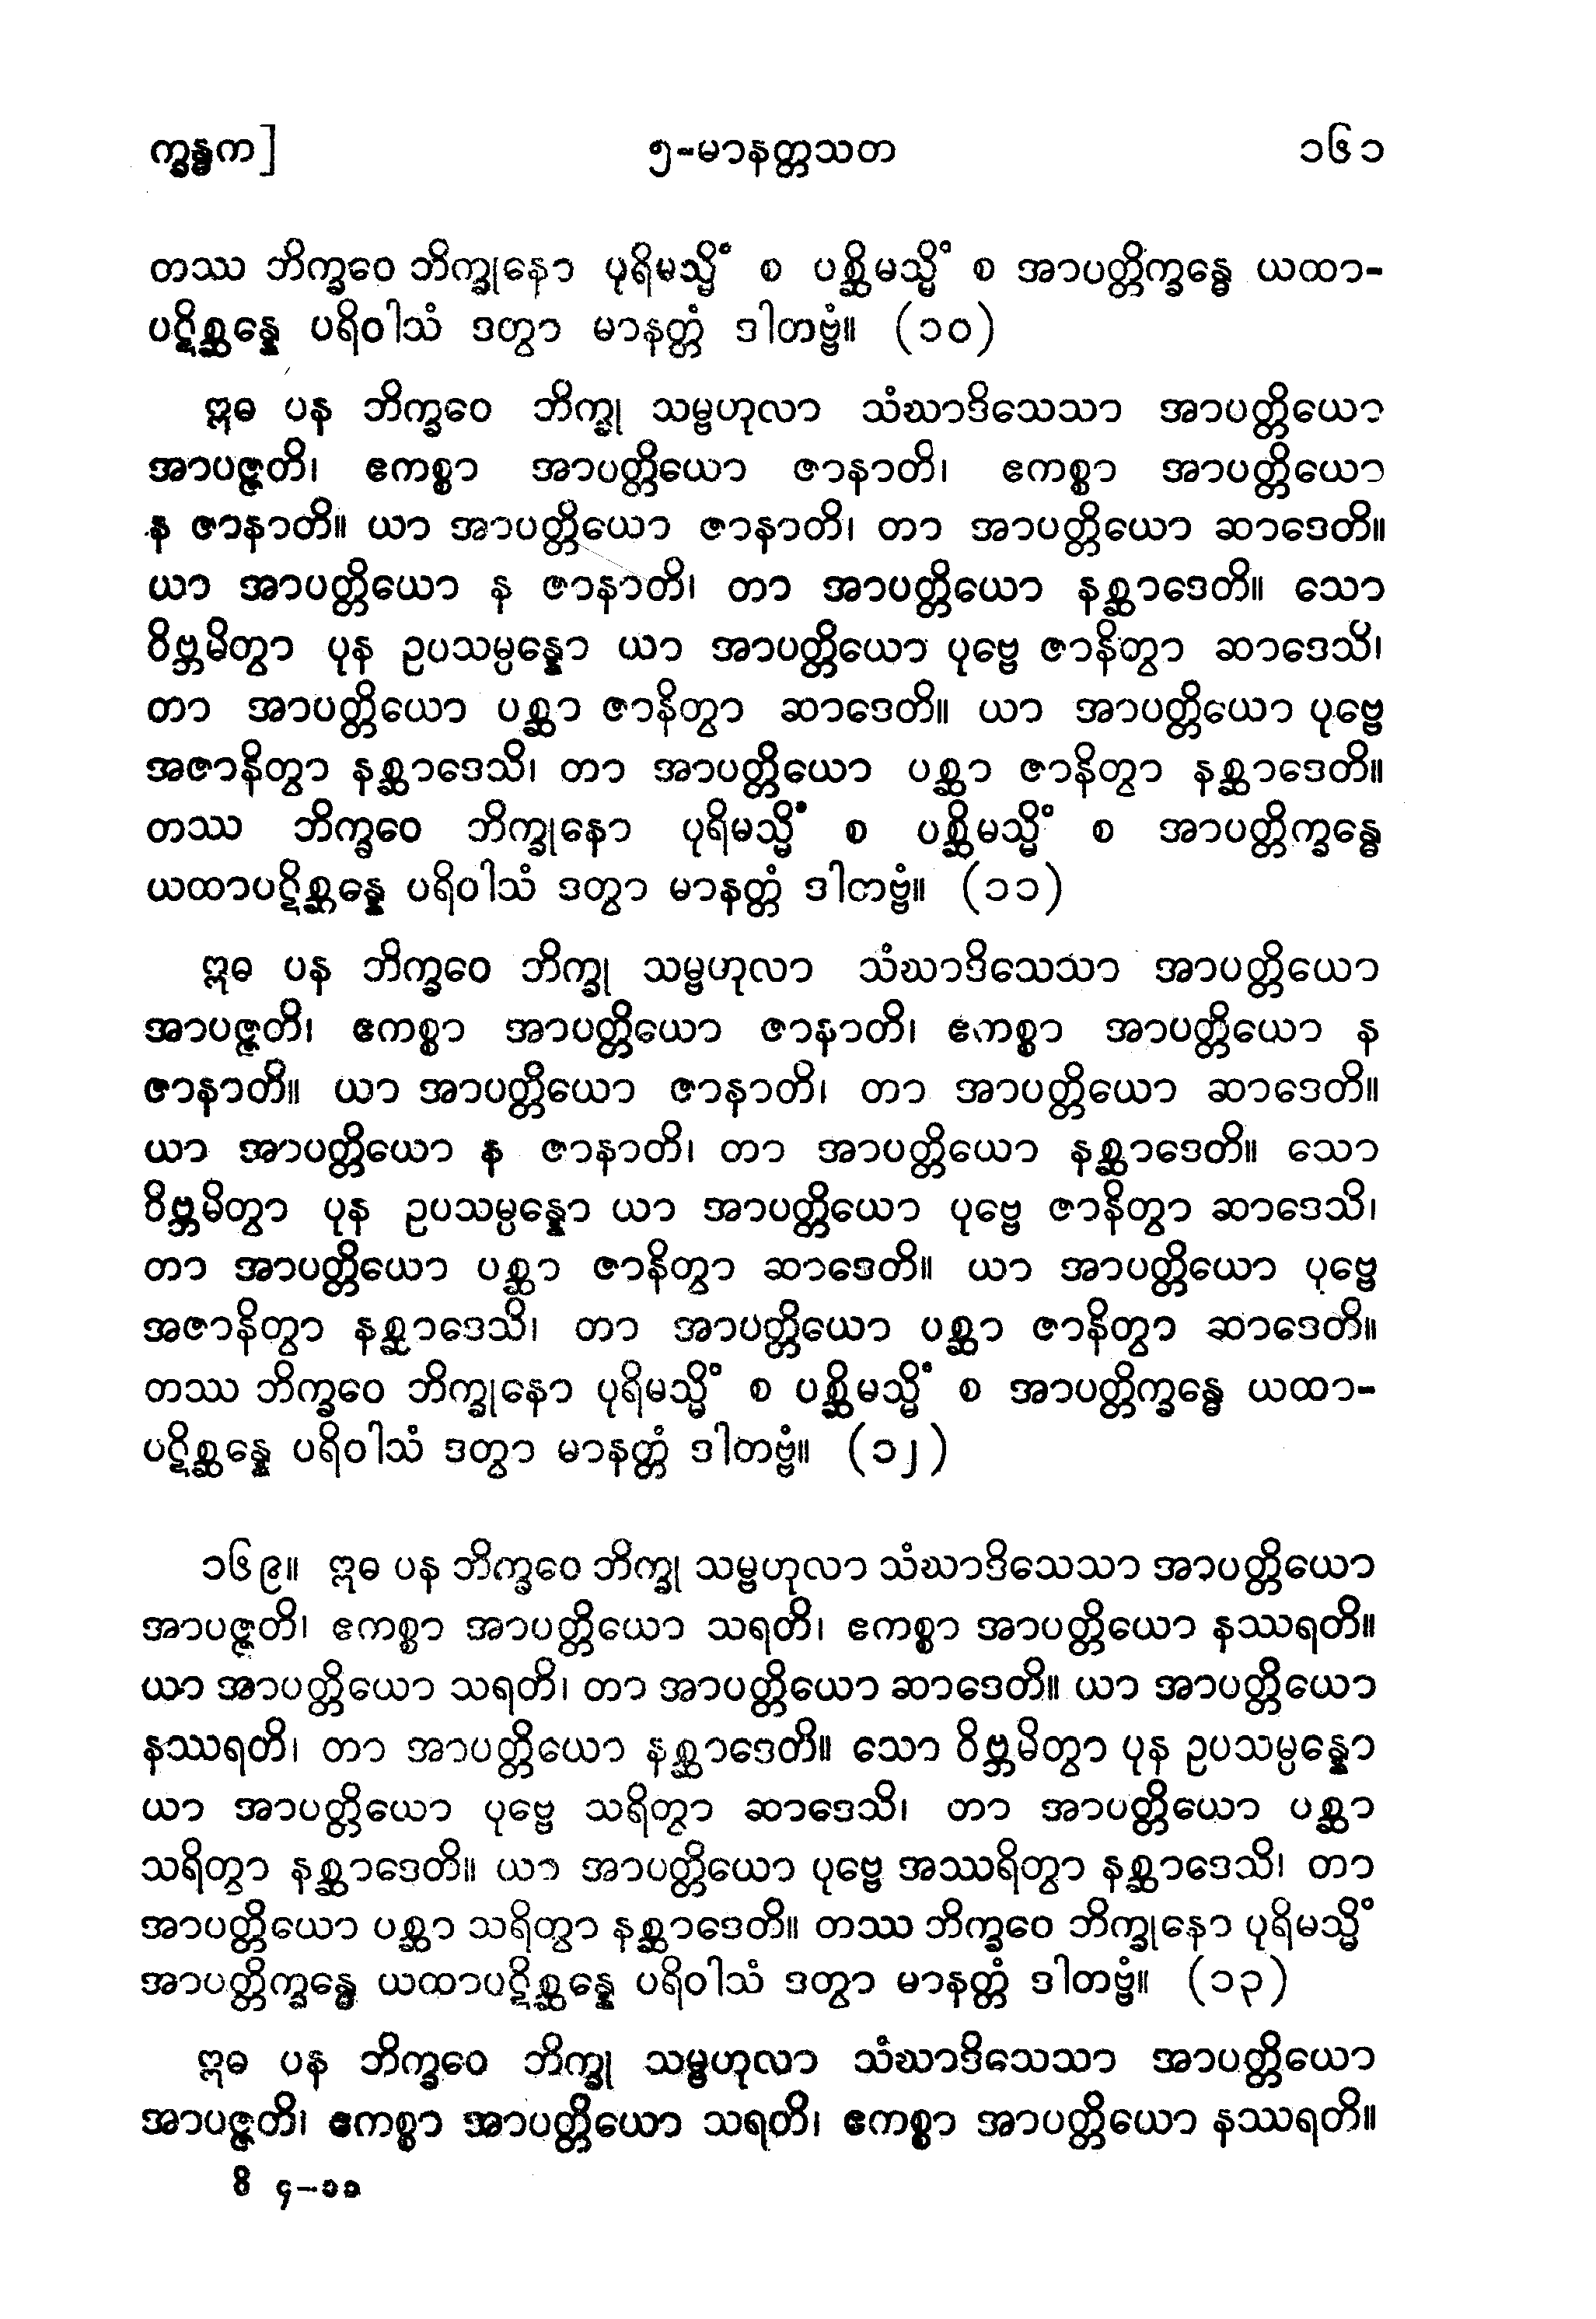 က္ခန္ဓက] ၅-မာနတ္တသတ ၁၆၁
တဿ ဘိက္ခဝေ ဘိက္ခုနော ပုရိမသ္မိံ စ ပစ္ဆိမသ္မိံ စ အာပတ္တိက္ခန္ဓေ ယထာ-
ပဋိစ္ဆန္နေ ပရိဝါသံ ဒတွာ မာနတ္တံ ဒါတဗ္ဗံ။ (၁၀)
ဣဓ ပန ဘိက္ခဝေ ဘိက္ခု သမ္ဗဟုလာ သံဃာဒိသေသာ အာပတ္တိယော
အာပဇ္ဇတိ၊ ဧကစ္စာ အာပတ္တိယော ဇာနာတိ၊ ဧကစ္စာ အာပတ္တိယော
န ဇာနာတိ။ ယာ အာပတ္တိယော ဇာနာတိ၊ တာ အာပတ္တိယော ဆာဒေတိ။
ယာ အာပတ္တိယော န ဇာနာတိ၊ တာ အာပတ္တိယော နစ္ဆာဒေတိ။ သော
ဝိဗ္ဘမိတွာ ပုန ဥပသမ္ပန္နော ယာ အာပတ္တိယော ပုဗ္ဗေ ဇာနိတွာ ဆာဒေသိ၊
တာ အာပတ္တိယော ပစ္ဆာ ဇာနိတွာ ဆာဒေတိ။ ယာ အာပတ္တိယော ပုဗ္ဗေ
အဇာနိတွာ နစ္ဆာဒေသိ၊ တာ အာပတ္တိယော ပစ္ဆာ ဇာနိတွာ နစ္ဆာဒေတိ။
တဿ ဘိက္ခဝေ ဘိက္ခုနော ပုရိမသ္မိံ စ ပစ္ဆိမသ္မိံ စ အာပတ္တိက္ခန္ဓေ
ယထာပဋိစ္ဆန္နေ ပရိဝါသံ ဒတွာ မာနတ္တံ ဒါတဗ္ဗံ။ (၁၁)
ဣဓ ပန ဘိက္ခဝေ ဘိက္ခု သမ္ဗဟုလာ သံဃာဒိသေသာ အာပတ္တိယော
အာပဇ္ဇတိ၊ ဧကစ္စာ အာပတ္တိယော ဇာနာတိ၊ ဧကစ္စာ အာပတ္တိယော န
ဇာနာတိ။ ယာ အာပတ္တိယော ဇာနာတိ၊ တာ အာပတ္တိယော ဆာဒေတိ။
ယာ အာပတ္တိယော န ဇာနာတိ၊ တာ အာပတ္တိယော နစ္ဆာဒေတိ။ သော
ဝိဗ္ဘမိတွာ ပုန ဥပသမ္ပန္နော ယာ အာပတ္တိယော ပုဗ္ဗေ ဇာနိတွာ ဆာဒေသိ၊
တာ အာပတ္တိယော ပစ္ဆာ ဇာနိတွာ ဆာဒေတိ။ ယာ အာပတ္တိယော ပုဗ္ဗေ
အဇာနိတွာ နစ္ဆာဒေသိ၊ တာ အာပတ္တိယော ပစ္ဆာ ဇာနိတွာ ဆာဒေတိ။
တဿ ဘိက္ခဝေ ဘိက္ခုနော ပုရိမသ္မိံ စ ပစ္ဆိမသ္မိံ စ အာပတ္တိက္ခန္ဓေ ယထာ-
ပဋိစ္ဆန္နေ ပရိဝါသံ ဒတွာ မာနတ္တံ ဒါတဗ္ဗံ။ (၁၂)
၁၆၉။ ဣဓ ပန ဘိက္ခဝေ ဘိက္ခု သမ္ဗဟုလာ သံဃာဒိသေသာ အာပတ္တိယော
အာပဇ္ဇတိ၊ ဧကစ္စာ အာပတ္တိယော သရတိ၊ ဧကစ္စာ အာပတ္တိယော နဿရတိ။
ယာ အာပတ္တိယော သရတိ၊ တာ အာပတ္တိယော ဆာဒေတိ။ ယာ အာပတ္တိယော
နဿရတိ၊ တာ အာပတ္တိယော နစ္ဆာဒေတိ။ သော ဝိဗ္ဘမိတွာ ပုန ဥပသမ္ပန္နော
ယာ အာပတ္တိယော ပုဗ္ဗေ သရိတွာ ဆာဒေသိ၊ တာ အာပတ္တိယော ပစ္ဆာ
သရိတွာ နစ္ဆာဒေတိ။ ယာ အာပတ္တိယော ပုဗ္ဗေ အဿရိတွာ နစ္ဆာဒေသိ၊ တာ
အာပတ္တိယော ပစ္ဆာ သရိတွာ နစ္ဆာဒေတိ။ တဿ ဘိက္ခဝေ ဘိက္ခုနော ပုရိမသ္မိံ
အာပတ္တိက္ခန္ဓေ ယထာပဋိစ္ဆန္နေ ပရိဝါသံ ဒတွာ မာနတ္တံ ဒါတဗ္ဗံ။ (၁၃)
ဣဓ ပန ဘိက္ခဝေ ဘိက္ခု သမ္ဗဟုလာ သံဃာဒိသေသာ အာပတ္တိယော
အာပဇ္ဇတိ၊ ဧကစ္စာ အာပတ္တိယော သရတိ၊ ဧကစ္စာ အာပတ္တိယော နဿရတိ။
ဝိ ၄-၁၁